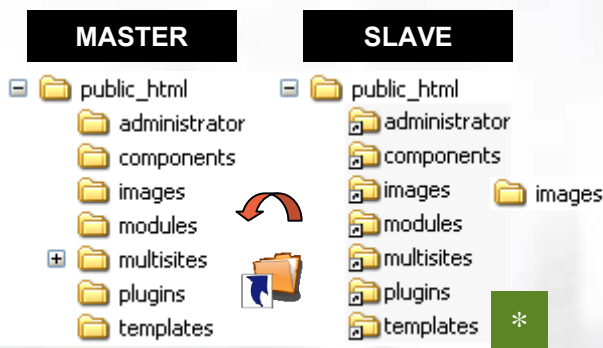 MASTER
public_html
administrator
components
images
modules
multisites
plugins
templates
SLAVE
public_html
administrator
components
images
images
modules
multisites
plugins
templates
*